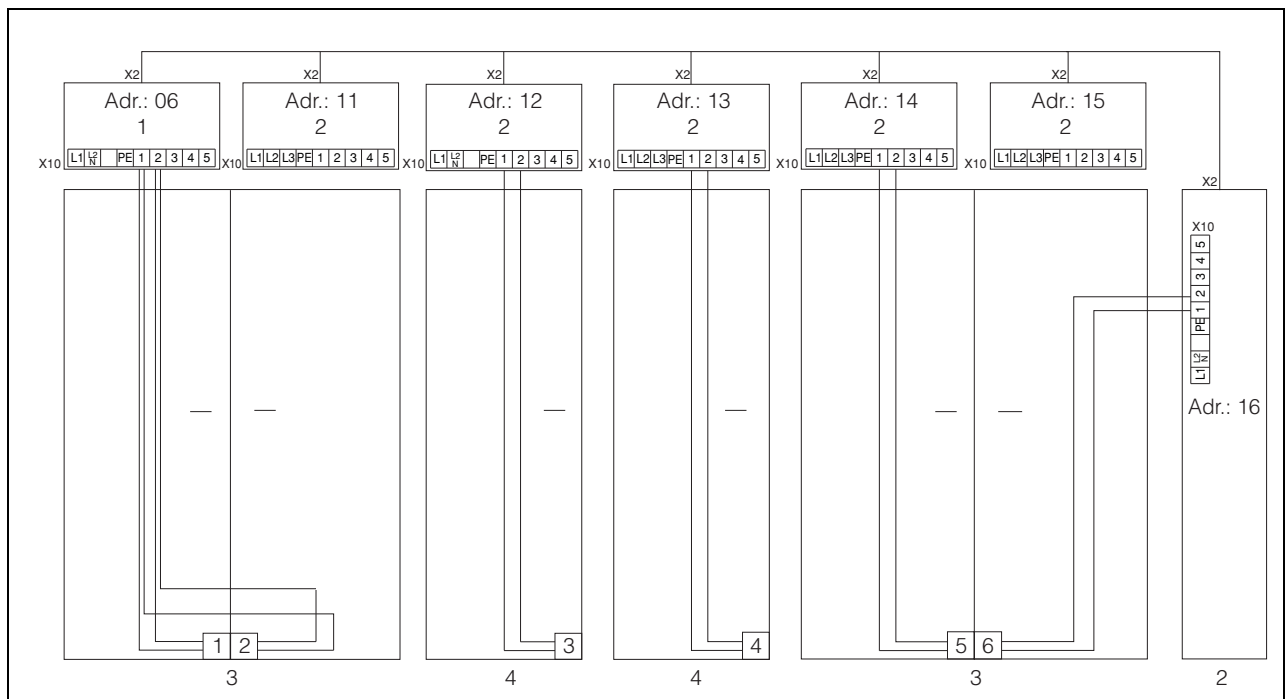 X2 X2 X2 X2 X2 X2
Adr.: 06 Adr.: 11 Adr.: 12 Adr.: 13 Adr.: 14 Adr.: 15
1 2 2 2 2 2
X10 L1 L2 N PE 1 2 3 4 5
X10 L1 L2 L3 PE 1 2 3 4 5
X10 L1 L2 N PE 1 2 3 4 5
X10 L1 L2 L3 PE 1 2 3 4 5
X10 L1 L2 L3 PE 1 2 3 4 5
X10 L1 L2 L3 PE 1 2 3 4 5
X2
X10
L1 L2 N PE 1 2 3 4 5
Adr.: 16
1 2 3 4 5 6
3 4 4 3 2